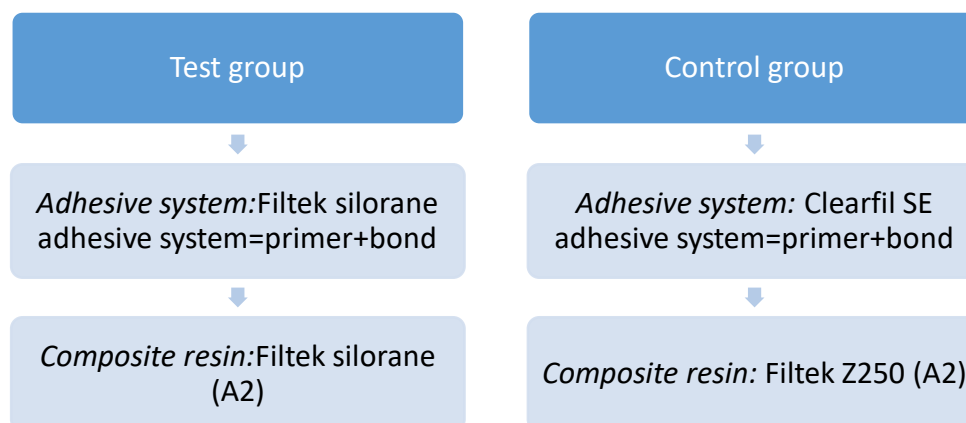 Test group
Adhesive system:Filtek silorane
adhesive system=primer+bond
Composite resin:Filtek silorane
(A2)
Control group
Adhesive system: Clearfil SE
adhesive system=primer+bond
Composite resin: Filtek Z250 (A2)